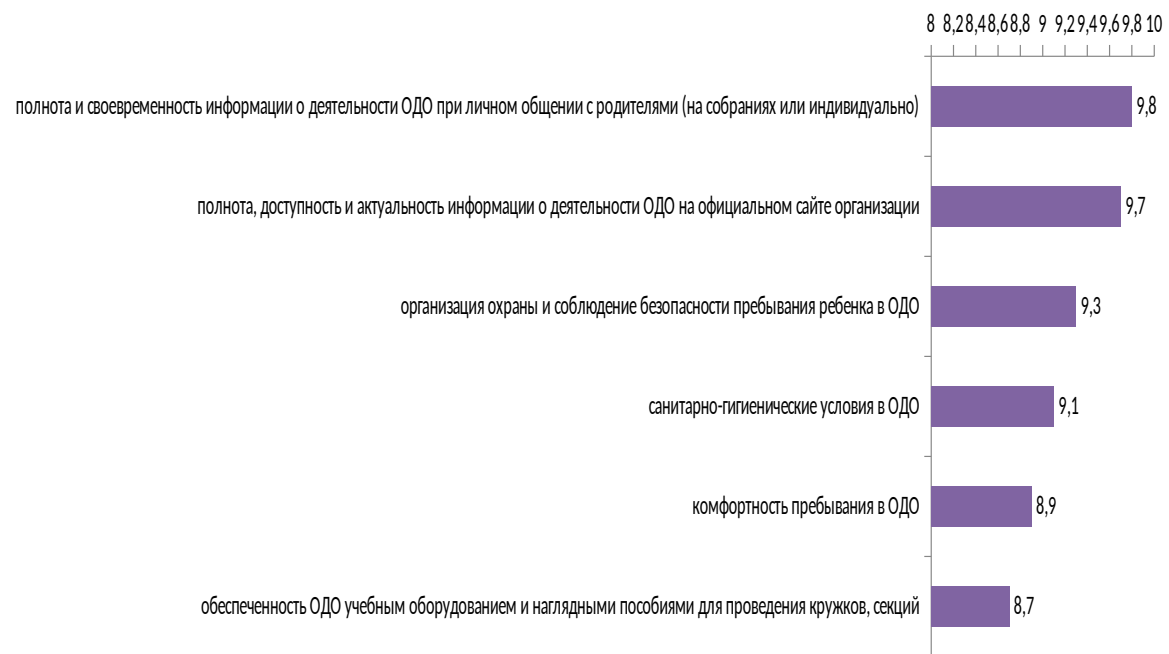 8 8,2 8,4 8,6 8,8 9 9,2 9,4 9,6 9,8 10
полнота и своевременность информации о деятельности ОДО при личном общении с родителями (на собраниях или индивидуально) 9,8
полнота, доступность и актуальность информации о деятельности ОДО на официальном сайте организации 9,7
организация охраны и соблюдение безопасности пребывания ребенка в ОДО 9,3
санитарно-гигиенические условия в ОДО 9,1
комфортность пребывания в ОДО 8,9
обеспеченность ОДО учебным оборудованием и наглядными пособиями для проведения кружков, секций 8,7